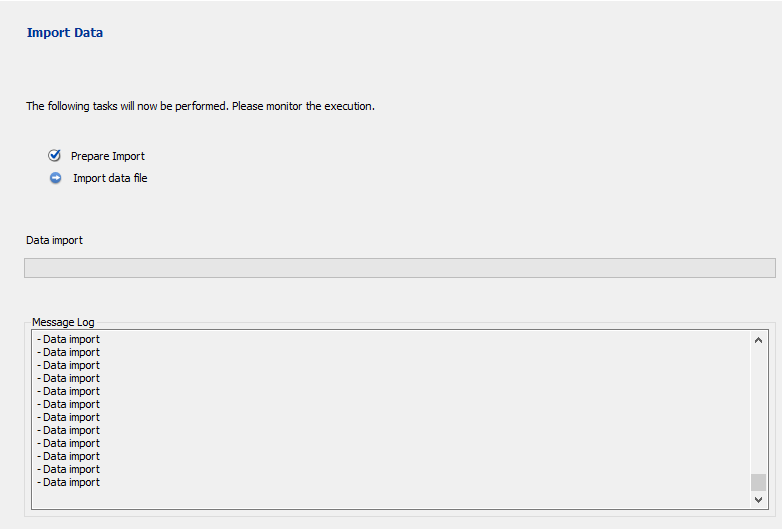 Import Data
The following tasks will now be performed. Please monitor the execution.
Prepare Import
Import data file
Data import
Message Log
- Data import
- Data import
- Data import
- Data import
- Data import
- Data import
- Data import
- Data import
- Data import
- Data import
- Data import
- Data import